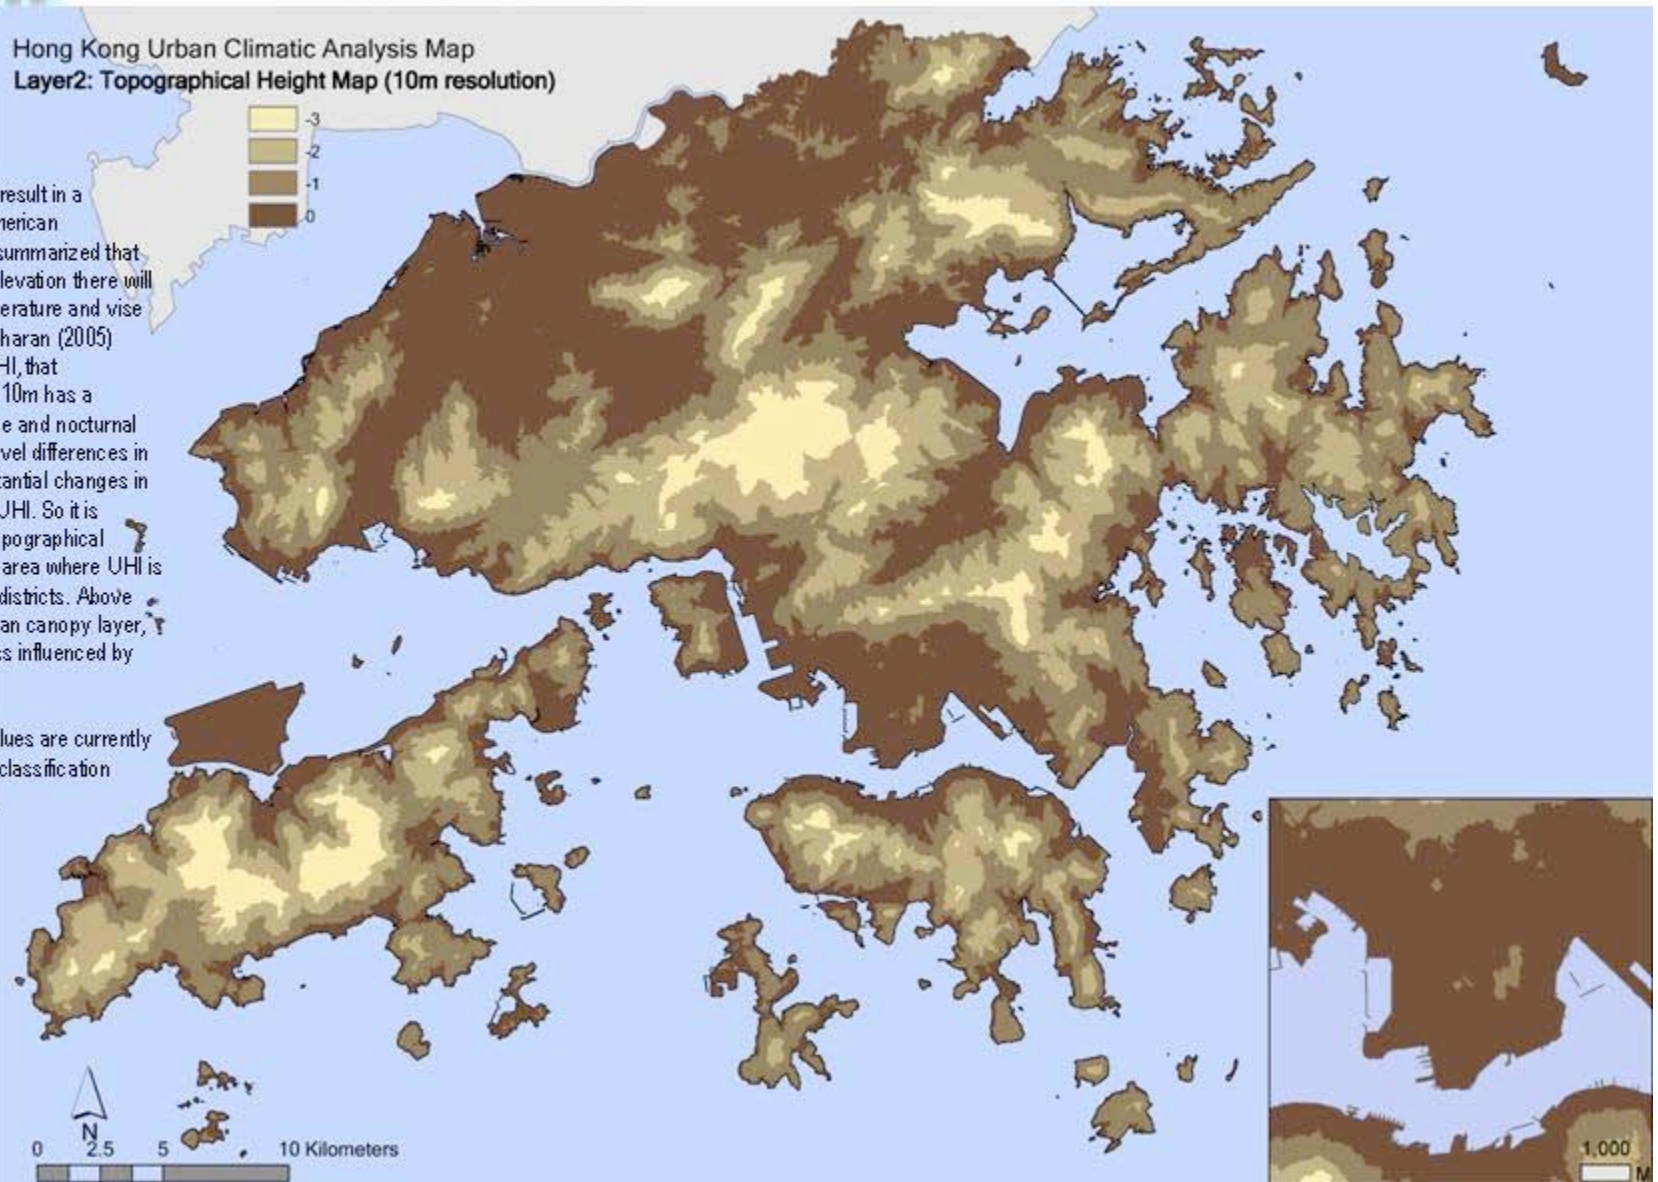 Hong Kong Urban Climatic Analysis Map
Layer2: Topographical Height Map (10m resolution)
-3
-2
-1
0
result in a
nerican
summarized that
levation there will
erature and vise
haran (2005)
HI, that
10m has a
e and nocturnal
vel differences in
tantial changes in
UHI. So it is
pographical
area where UHI is
districts. Above
an canopy layer,
s influenced by
lues are currently
classification
N
0 2.5 5 10 Kilometers
1,000
M